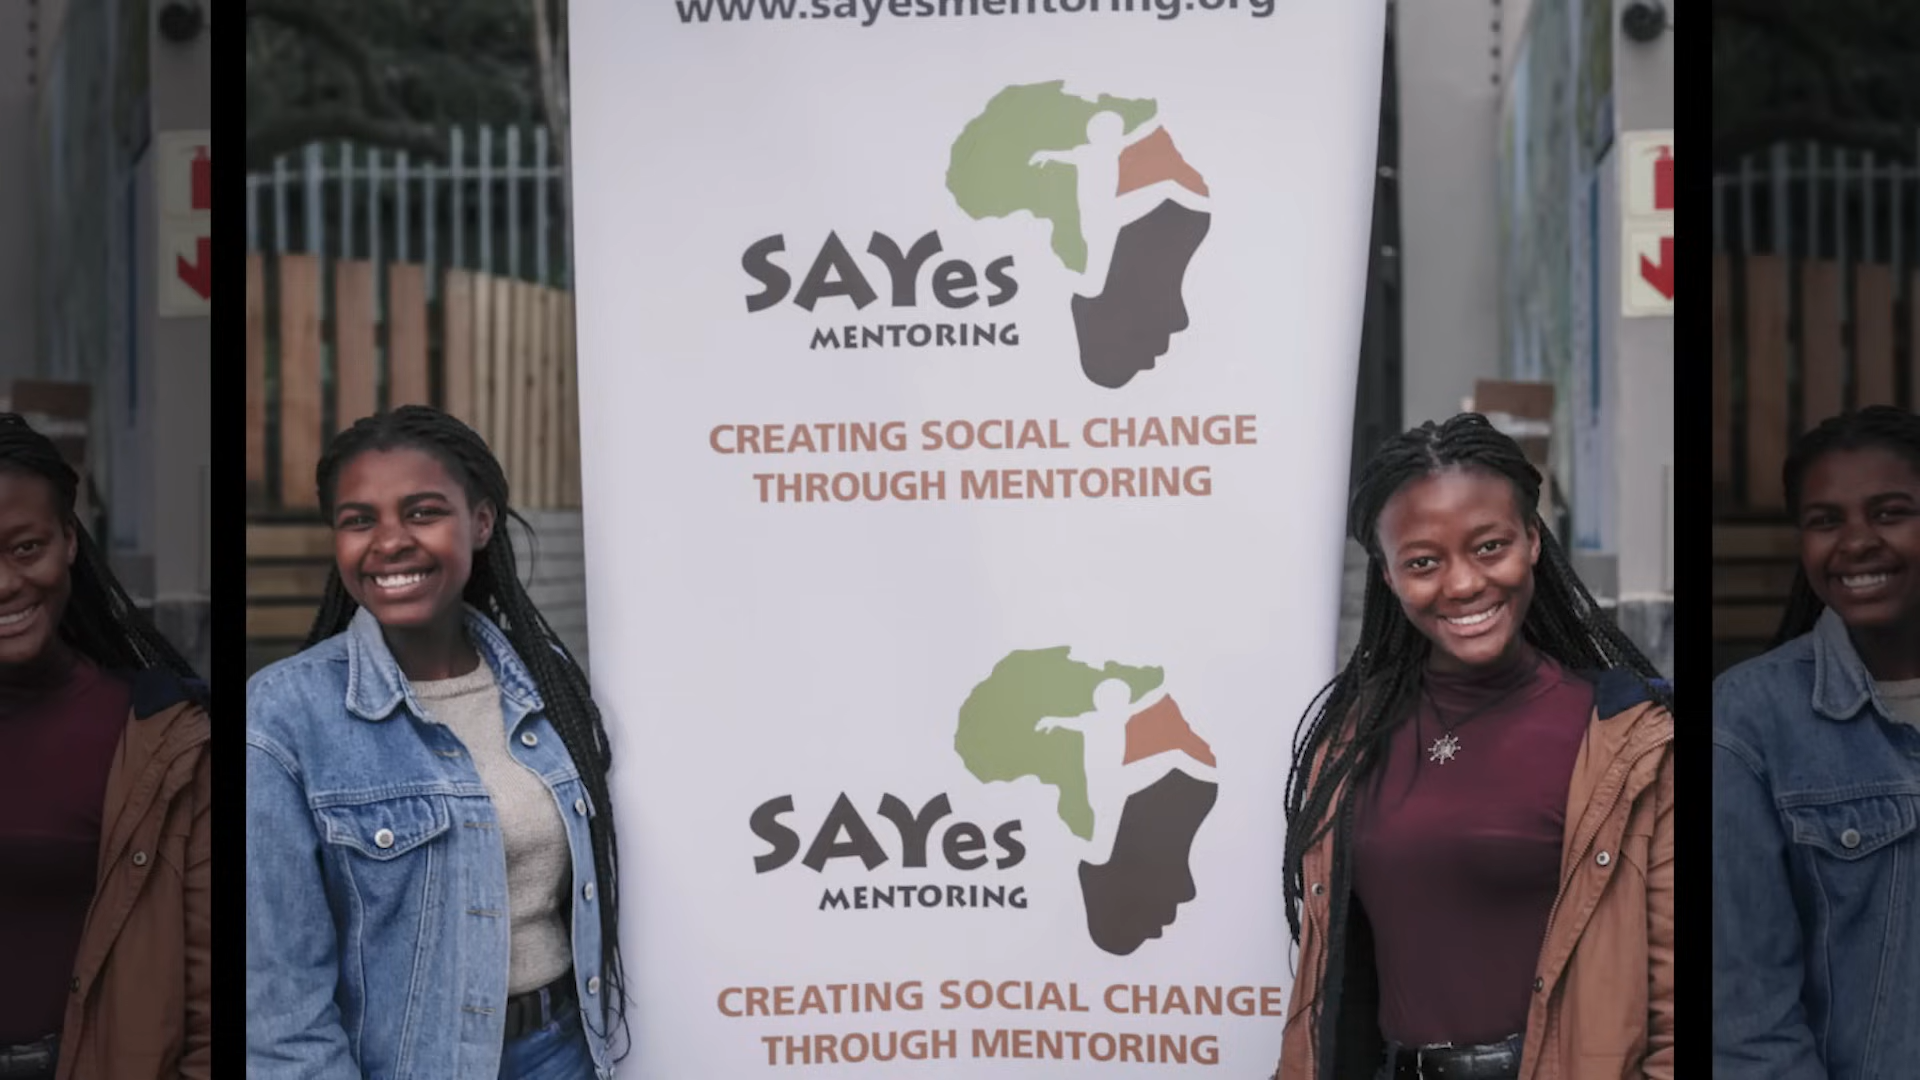 www.sayesmentoring.org
SAYes
MENTORING
CREATING SOCIAL CHANGE
THROUGH MENTORING
SAYes
MENTORING
CREATING SOCIAL CHANGE
THROUGH MENTORING